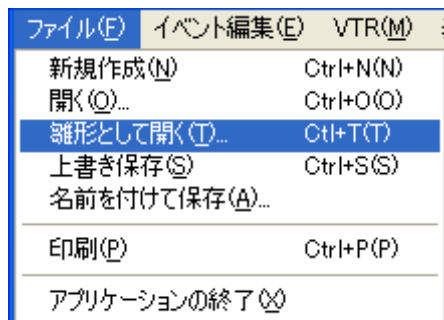 ファイル(F) イベント編集(E) VTR(M)
新規作成(N) Ctrl+N(N)
開く(O)... Ctrl+O(O)
雛形として開く(T)... Ctl+T(T)
上書き保存(S) Ctrl+S(S)
名前を付けて保存(A)...
印刷(P) Ctrl+P(P)
アプリケーションの終了(X)